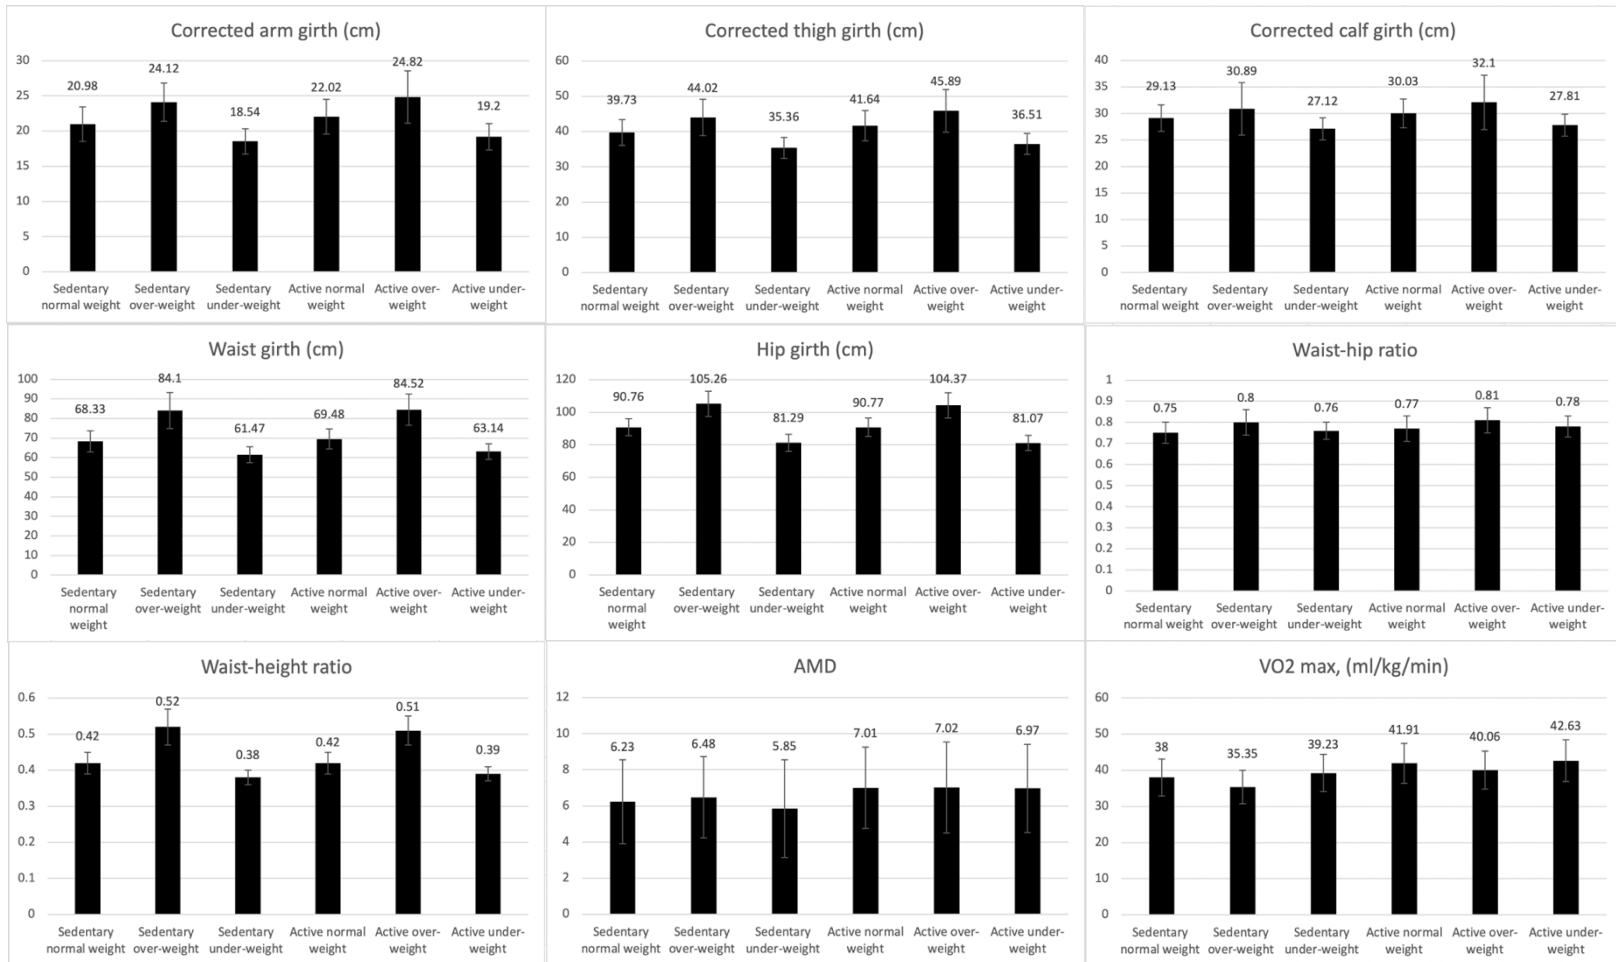 Corrected arm girth (cm)
30
25
20
15
10
5
0
20.98
24.12
18.54
22.02
24.82
19.2
Sedentary
normal weight
Sedentary
over-weight
Sedentary
under-weight
Active normal
weight
Active over-
weight
Active under-
weight
Corrected thigh girth (cm)
60
50
40
30
20
10
0
39.73
44.02
35.36
41.64
45.89
36.51
Sedentary
normal weight
Sedentary
over-weight
Sedentary
under-weight
Active normal
weight
Active over-
weight
Active under-
weight
Corrected calf girth (cm)
40
35
30
25
20
15
10
5
0
29.13
30.89
27.12
30.03
32.1
27.81
Sedentary
normal weight
Sedentary
over-weight
Sedentary
under-weight
Active normal
weight
Active over-
weight
Active under-
weight
Waist girth (cm)
100
90
80
70
60
50
40
30
20
10
0
68.33
84.1
61.47
69.48
84.52
63.14
Sedentary
normal
weight
Sedentary
over-weight
Sedentary
under-weight
Active normal
weight
Active over-
weight
Active under-
weight
Hip girth (cm)
120
100
80
60
40
20
0
90.76
105.26
81.29
90.77
104.37
81.07
Sedentary
normal weight
Sedentary
over-weight
Sedentary
under-weight
Active normal
weight
Active over-
weight
Active under-
weight
Waist-hip ratio
1
0.9
0.8
0.7
0.6
0.5
0.4
0.3
0.2
0.1
0
0.75
0.8
0.76
0.77
0.81
0.78
Sedentary
normal weight
Sedentary
over-weight
Sedentary
under-weight
Active normal
weight
Active over-
weight
Active under-
weight
Waist-height ratio
0.6
0.5
0.4
0.3
0.2
0.1
0
0.42
0.52
0.38
0.42
0.51
0.39
Sedentary
normal weight
Sedentary
over-weight
Sedentary
under-weight
Active normal
weight
Active over-
weight
Active under-
weight
AMD
12
10
8
6
4
2
0
6.23
6.48
5.85
7.01
7.02
6.97
Sedentary
normal weight
Sedentary
over-weight
Sedentary
under-weight
Active normal
weight
Active over-
weight
Active under-
weight
VO2 max, (ml/kg/min)
60
50
40
30
20
10
0
38
35.35
39.23
41.91
40.06
42.63
Sedentary
normal weight
Sedentary
over-weight
Sedentary
under-weight
Active normal
weight
Active over-
weight
Active under-
weight